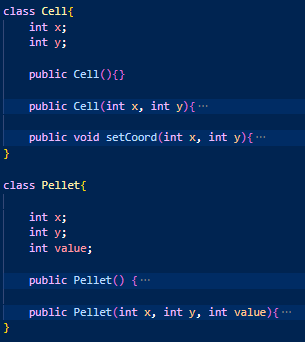 class Cell{
int x;
int y;
public Cell(){}
public Cell(int x, int y){···
public void setCoord(int x, int y){···
}
class Pellet{
int x;
int y;
int value;
public Pellet() {···
public Pellet(int x, int y, int value){···
}